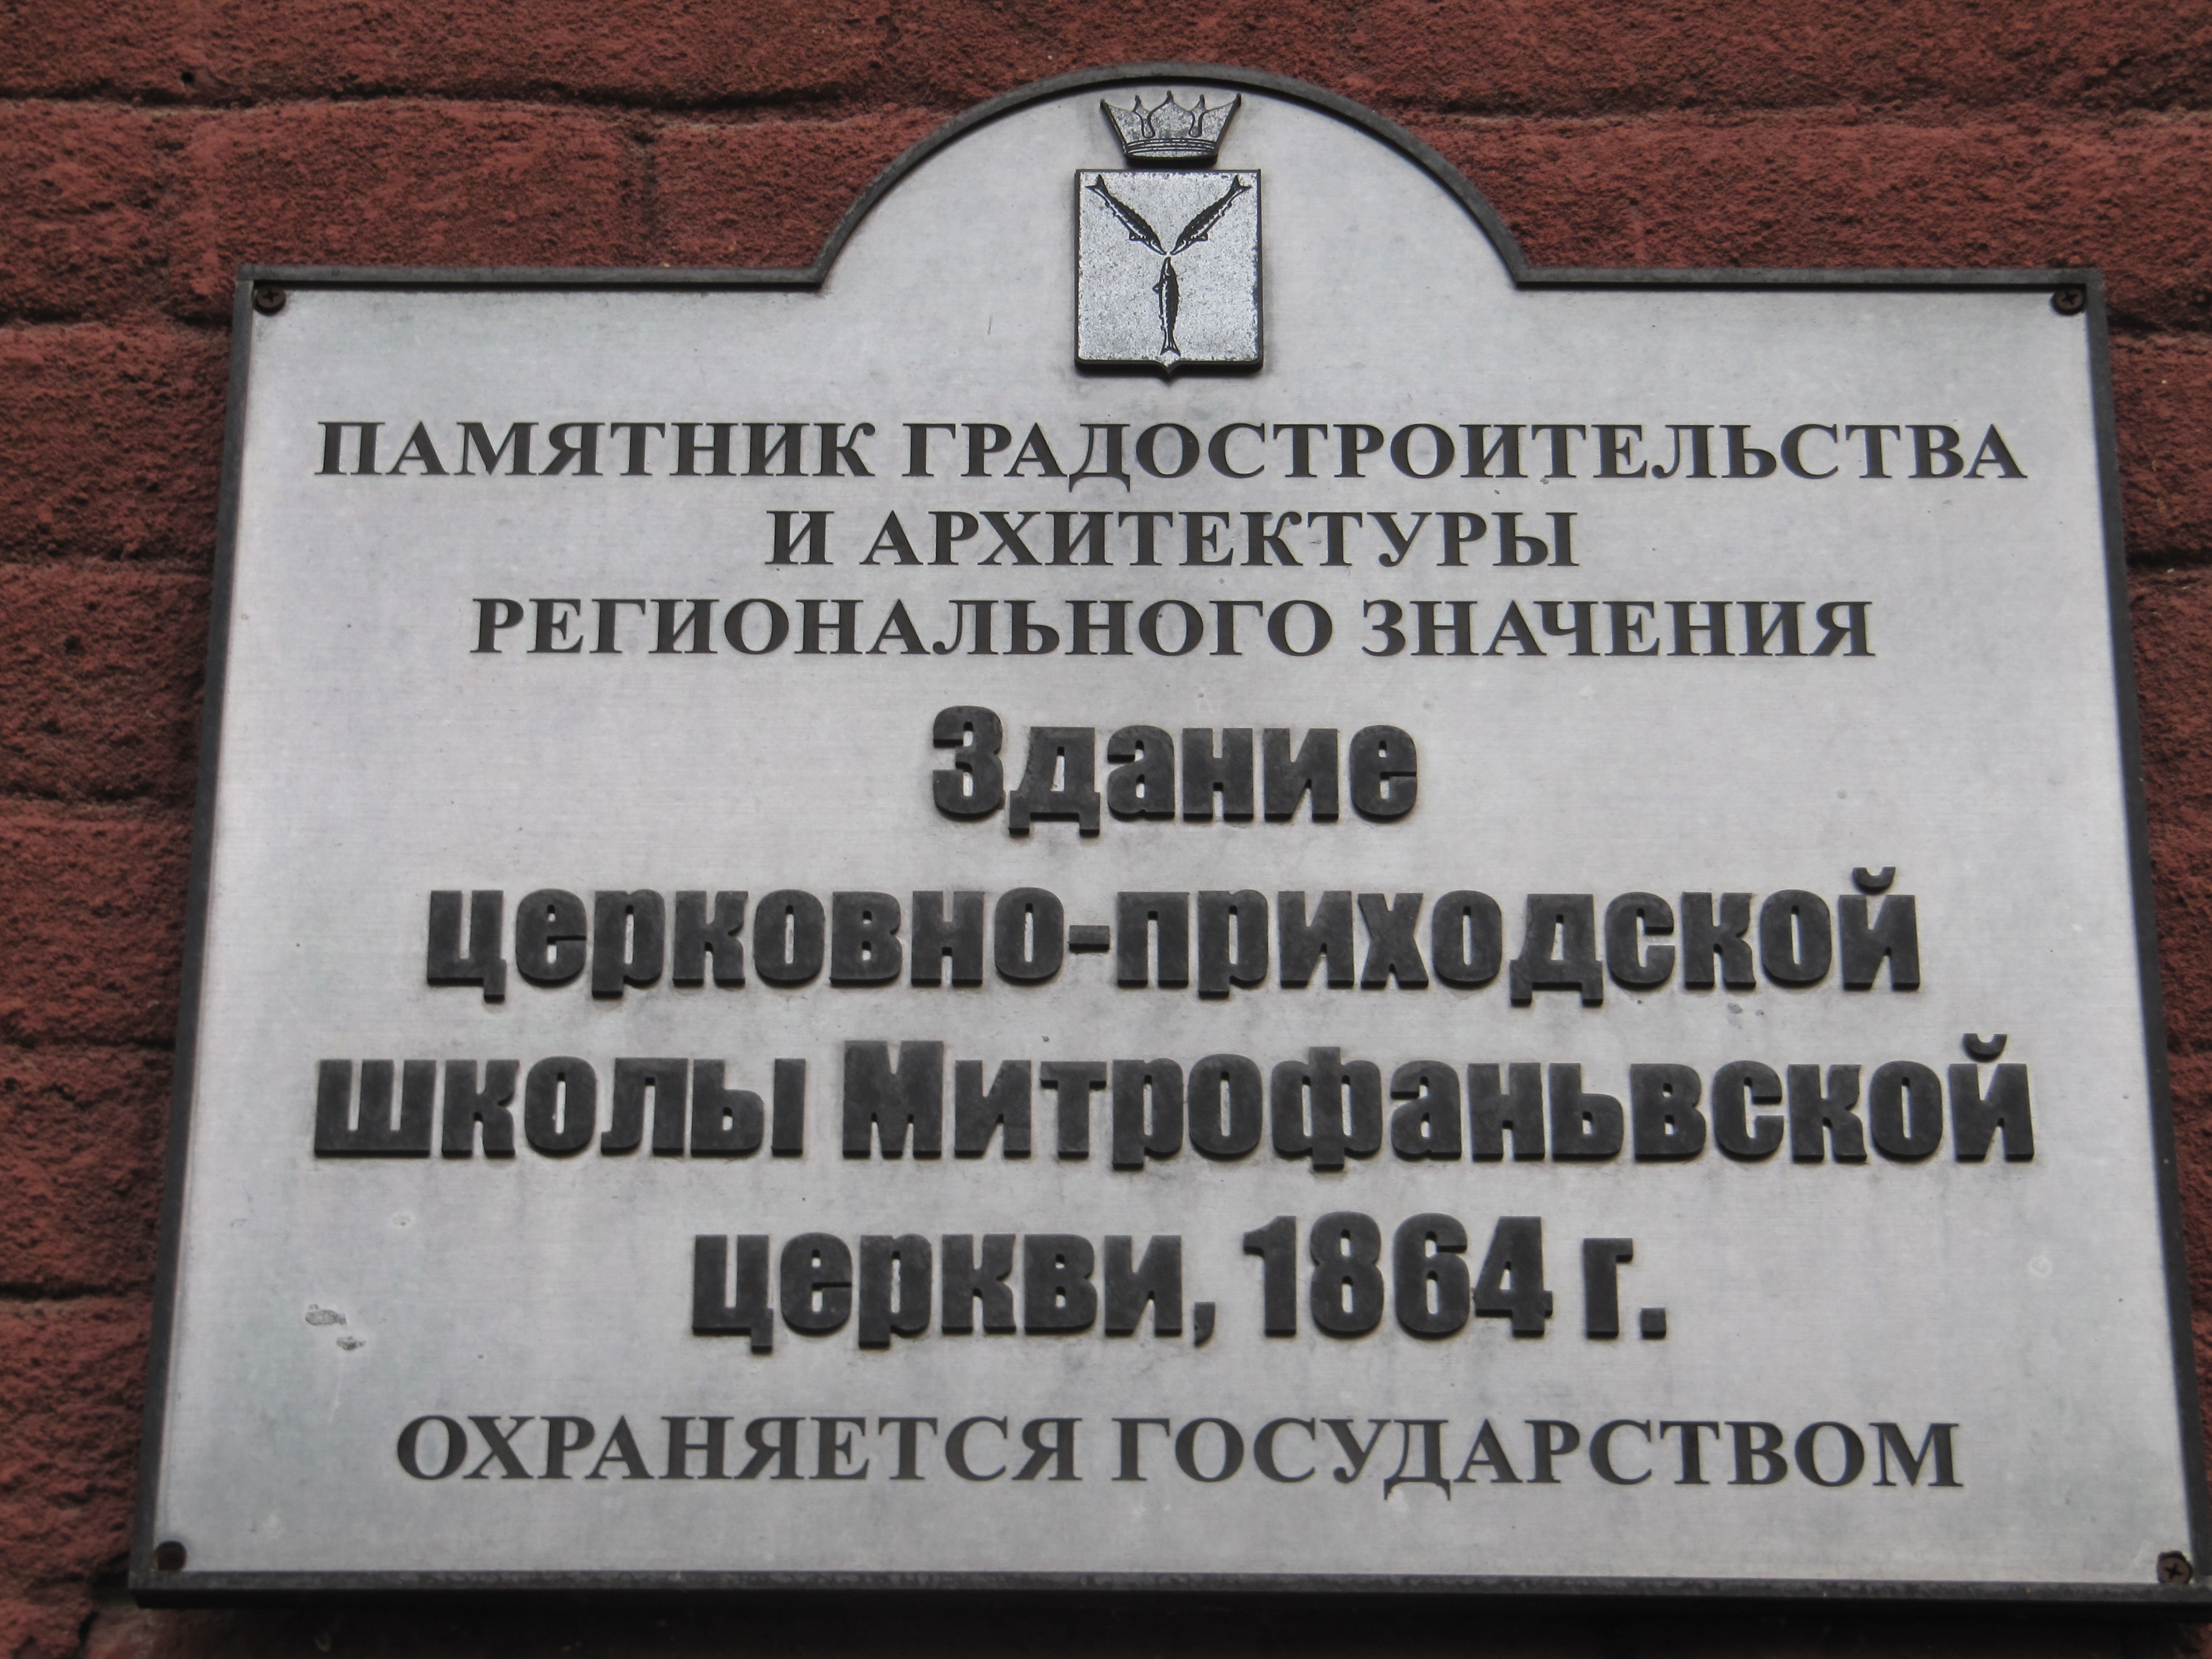 ПАМЯТНИК ГРАДОСТРОИТЕЛЬСТВА
И АРХИТЕКТУРЫ
РЕГИОНАЛЬНОГО ЗНАЧЕНИЯ
Здание
церковно-приходской
школы Митрофаньвской
церкви, 1864 г.
ОХРАНЯЕТСЯ ГОСУДАРСТВОМ